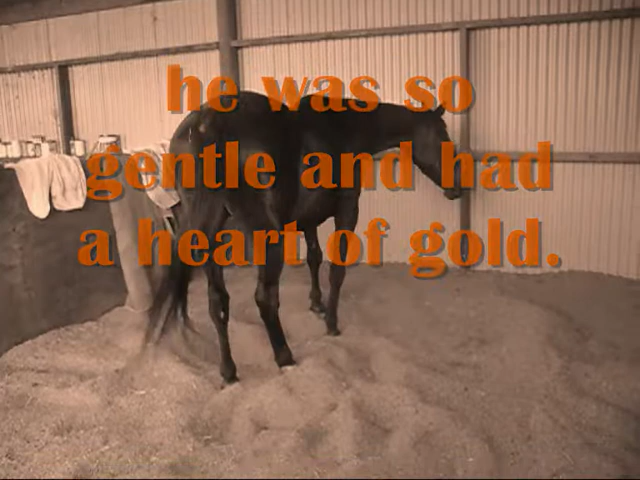 he was so
gentle and had
a heart of gold.